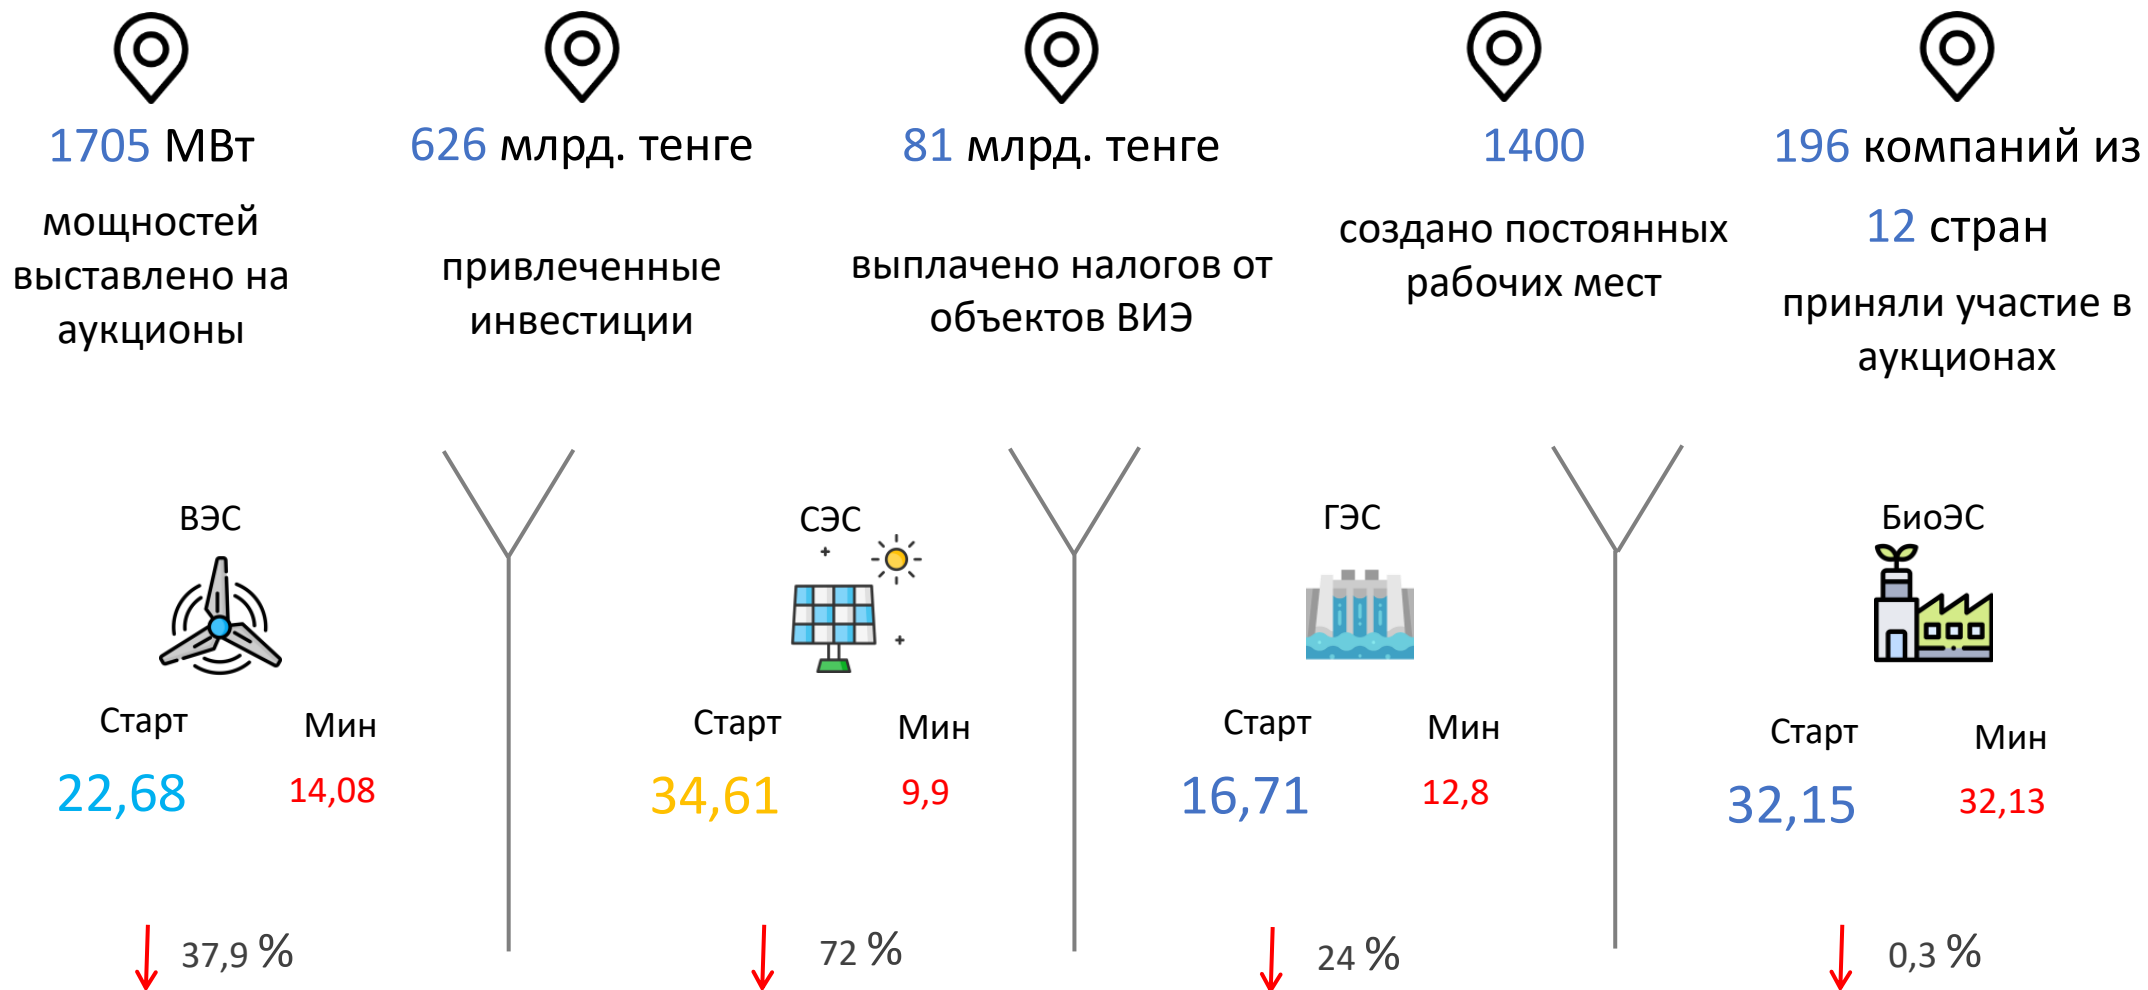 1705 МВт
мощностей
выставлено на
аукционы
626 млрд. тенге
привлеченные
инвестиции
81 млрд. тенге
выплачено налогов от
объектов ВИЭ
1400
создано постоянных
рабочих мест
196 компаний из
12 стран
приняли участие в
аукционах
ВЭС
Старт
Мин
22,68
14,08
37,9 %
СЭС
Старт
Мин
34,61
9,9
72 %
ГЭС
Старт
Мин
16,71
12,8
24 %
БиоЭС
Старт
Мин
32,15
32,13
0,3 %